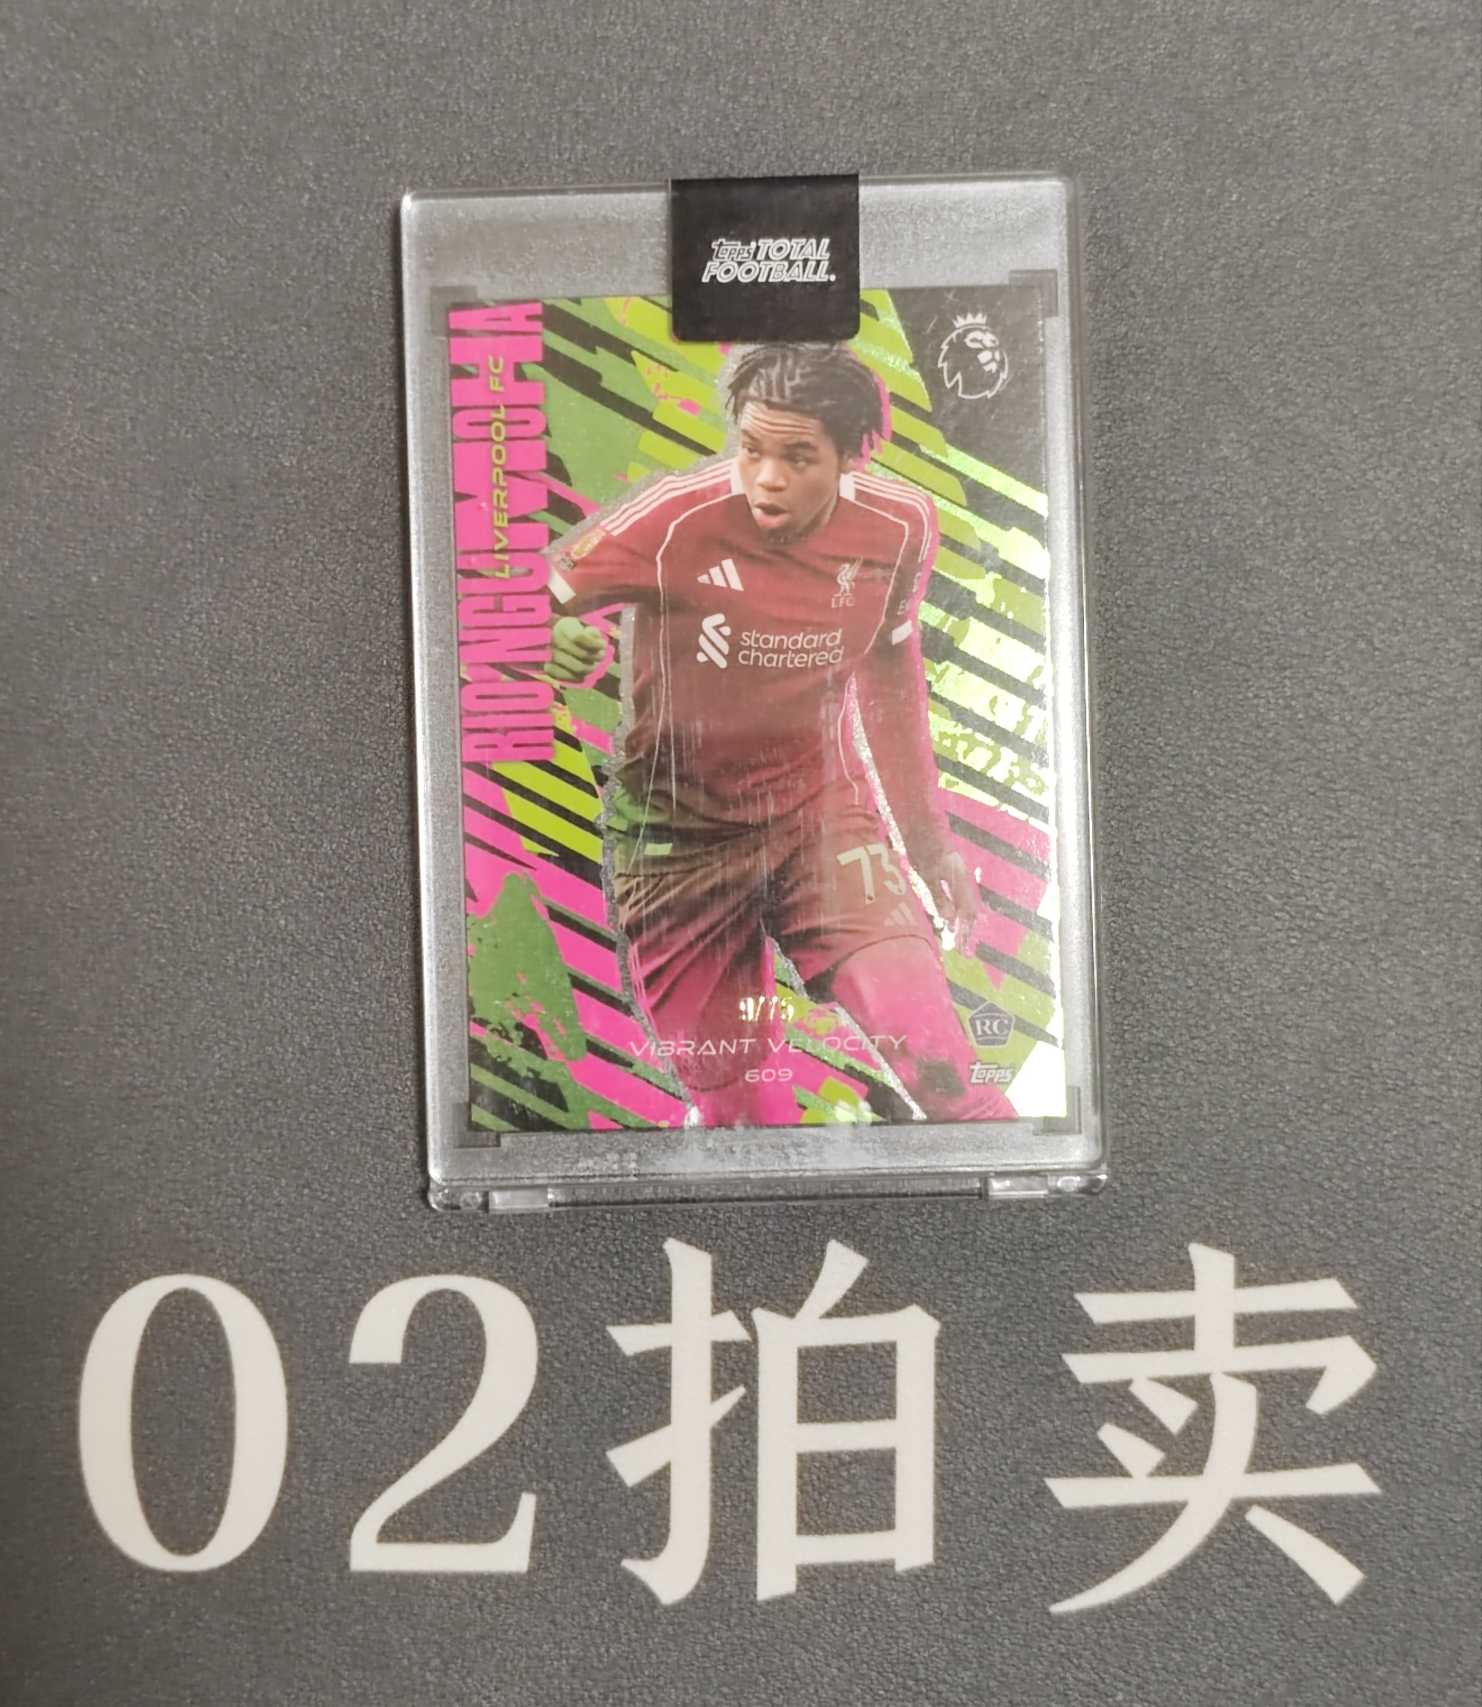 topps TOTAL
FOOTBALL.
RIO NGUMOHA
LIVERPOOL FC
LFC
standard
chartered
73
9/75
VIBRANT VELOCITY
609
RC
topps
02拍卖